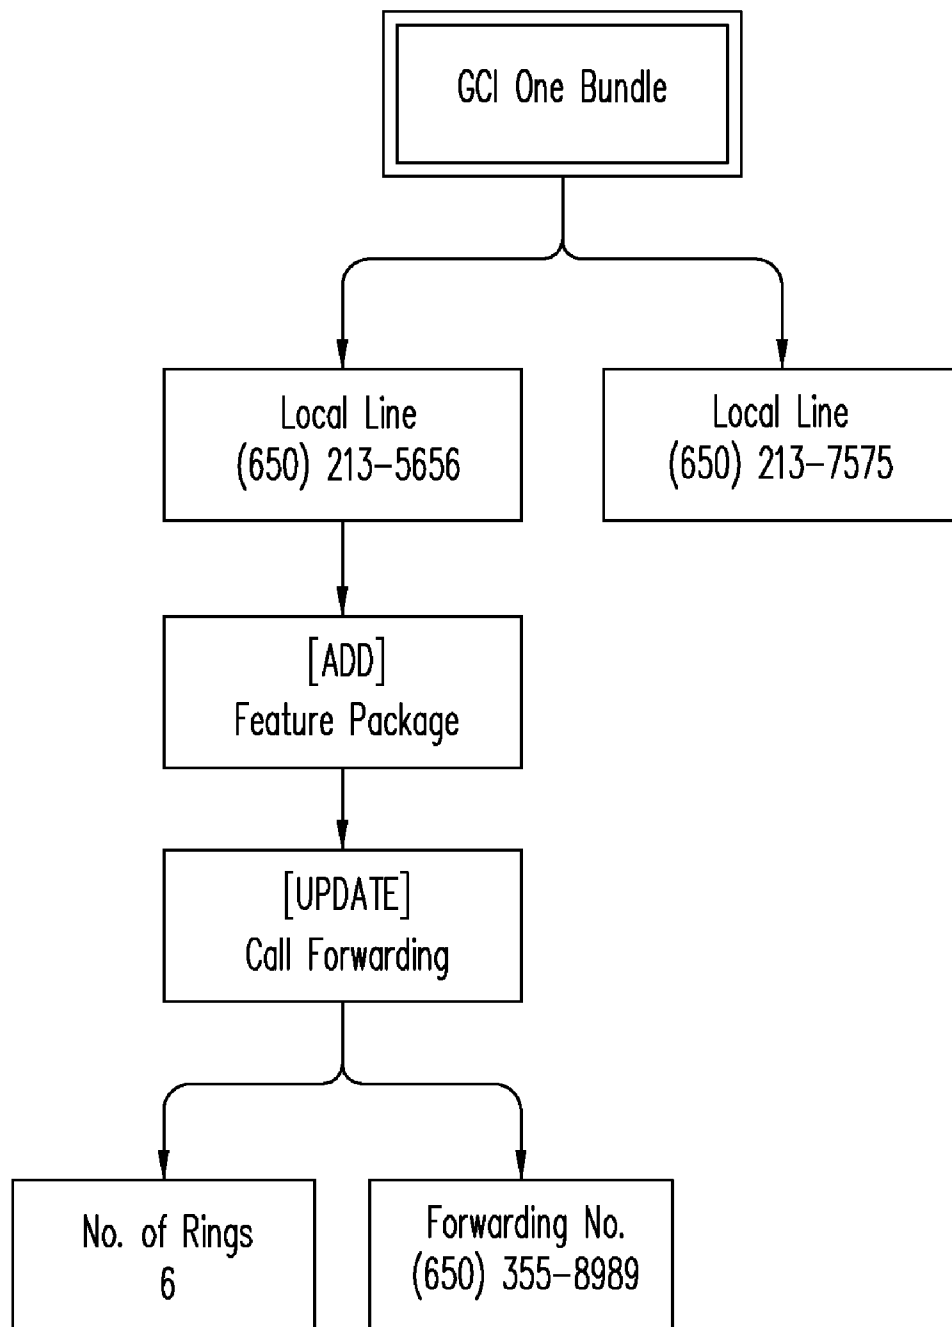 GCI One Bundle
Local Line
(650) 213-5656
Local Line
(650) 213-7575
[ADD]
Feature Package
[UPDATE]
Call Forwarding
No. of Rings
6
Forwarding No.
(650) 355-8989